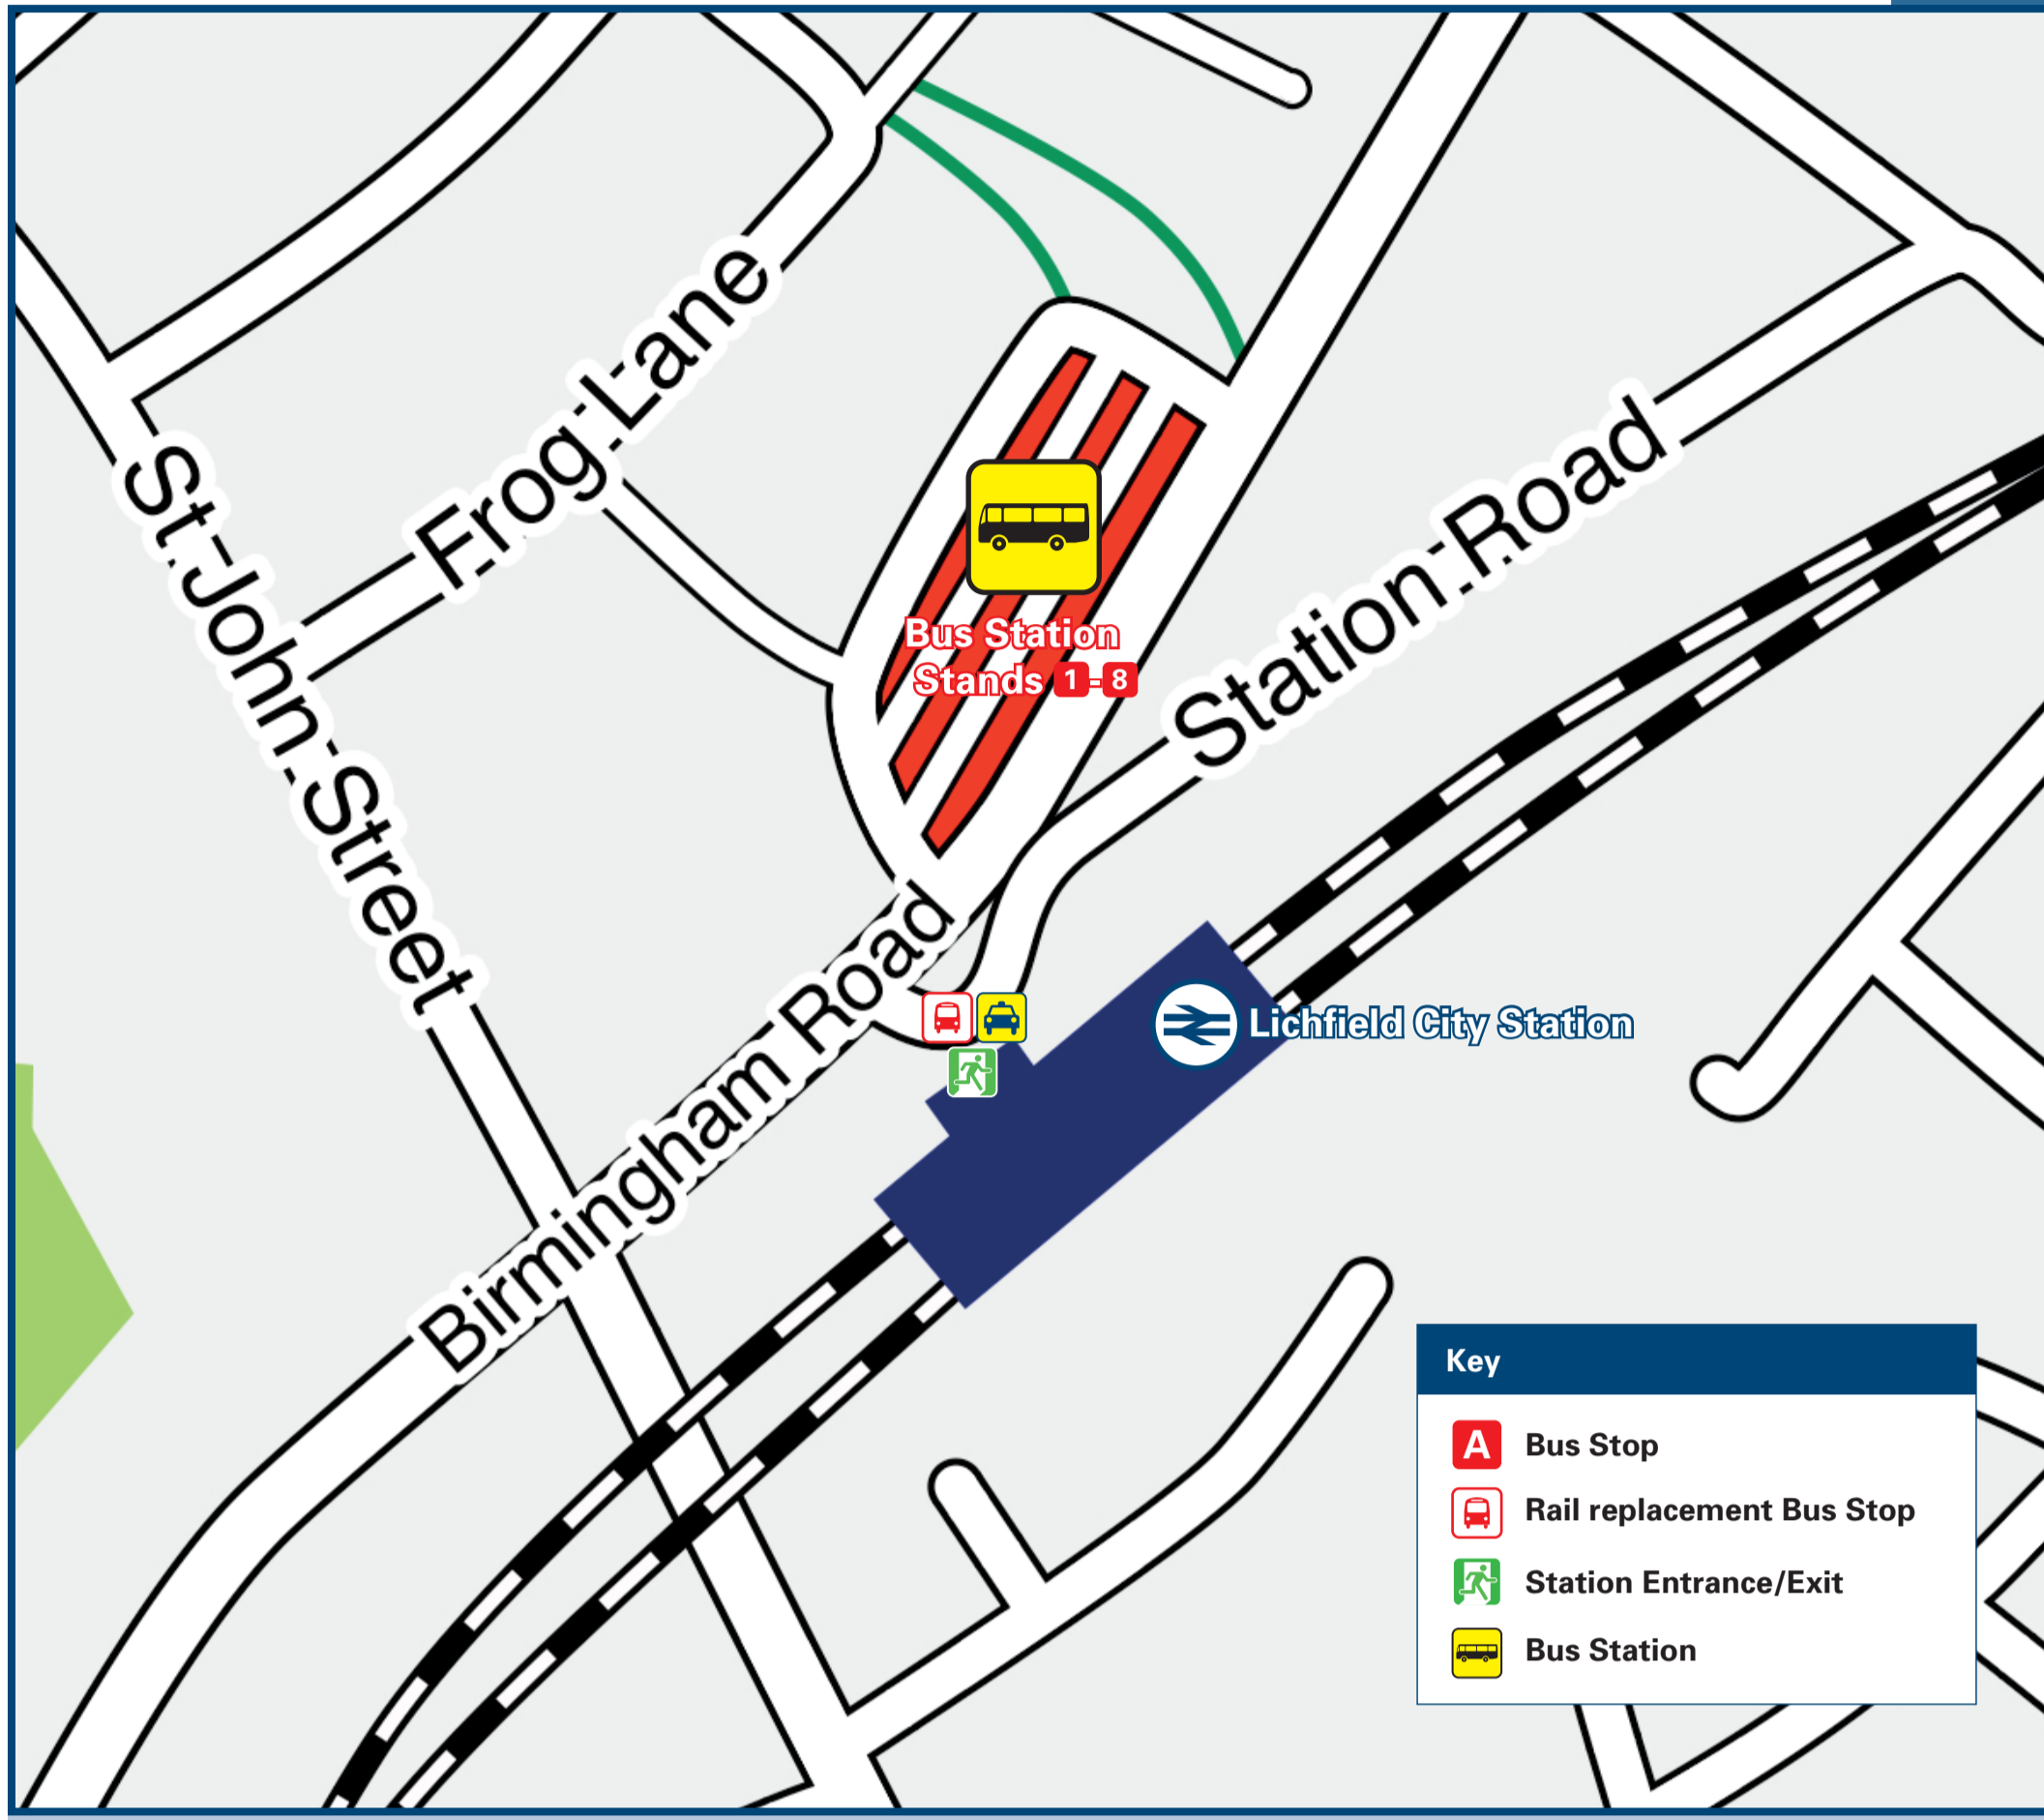 Frog Lane
St John Street
Bus Station
Stands 1-8
Station Road
Birmingham Road
Lichfield City Station
Key
A Bus Stop
Rail replacement Bus Stop
Station Entrance/Exit
Bus Station